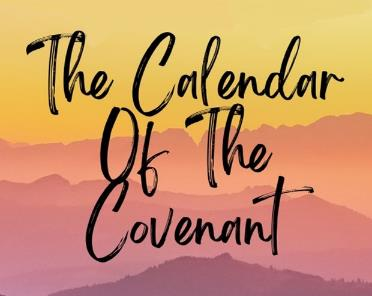 The Calendar
Of The
Covenant